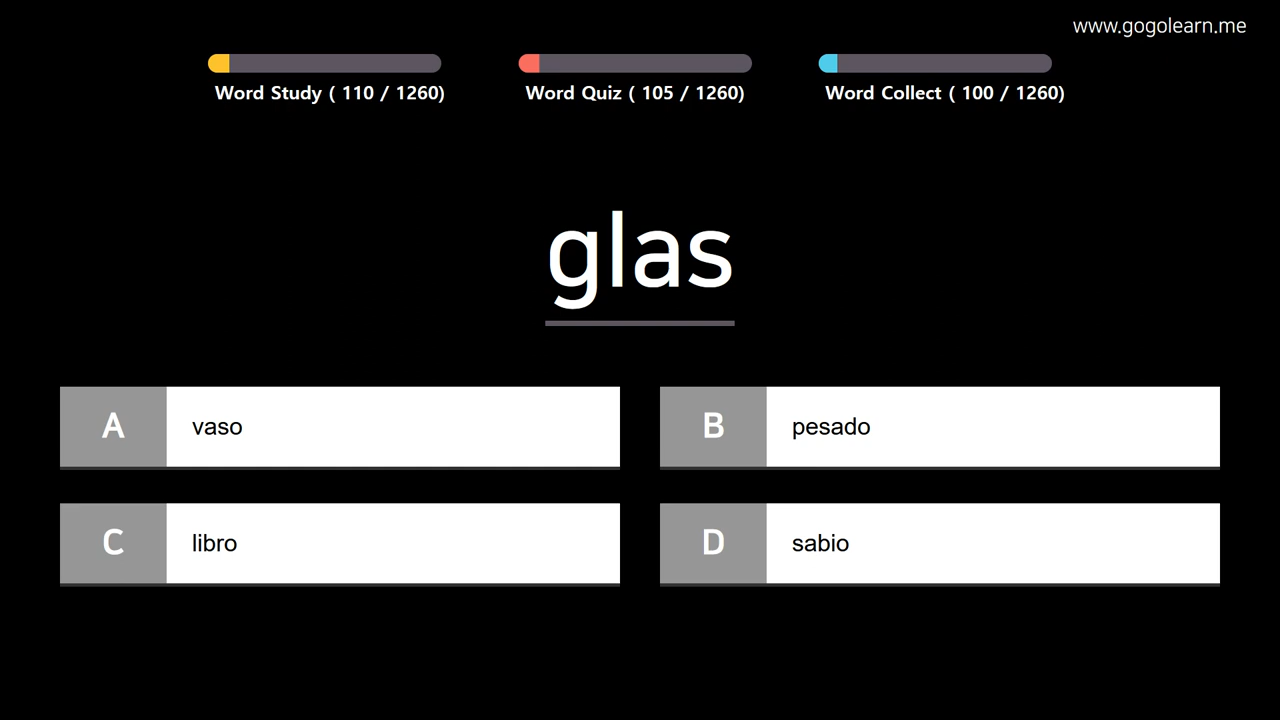 www.gogolearn.me
Word Study ( 110 / 1260)
Word Quiz ( 105 / 1260)
Word Collect ( 100 / 1260)
glas
A vaso
B pesado
C libro
D sabio